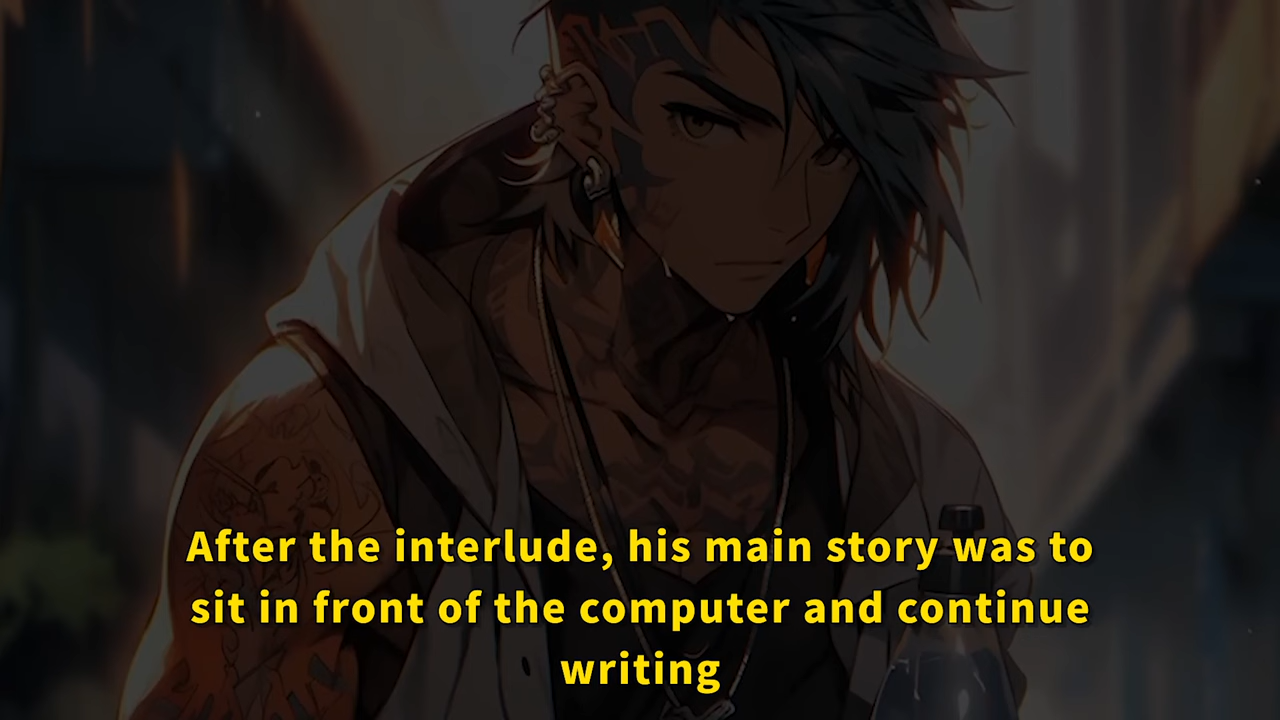 After the interlude, his main story was to
sit in front of the computer and continue
writing